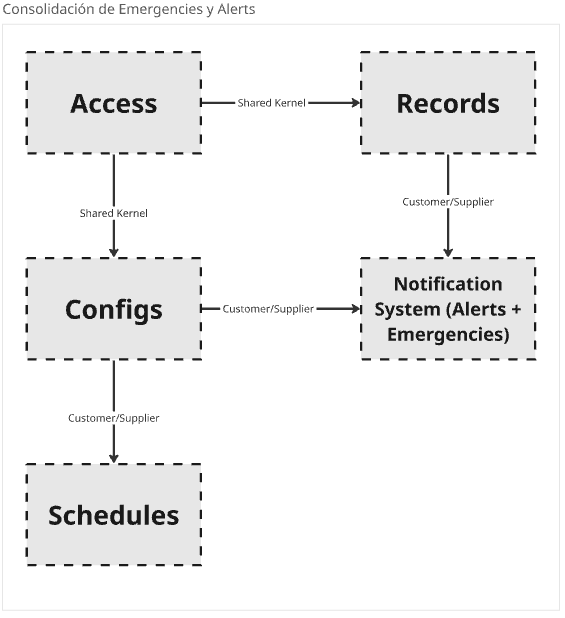 Consolidación de Emergencies y Alerts
Access
Shared Kernel
Records
Shared Kernel
Customer/Supplier
Configs
Customer/Supplier
Notification
System (Alerts +
Emergencies)
Customer/Supplier
Schedules